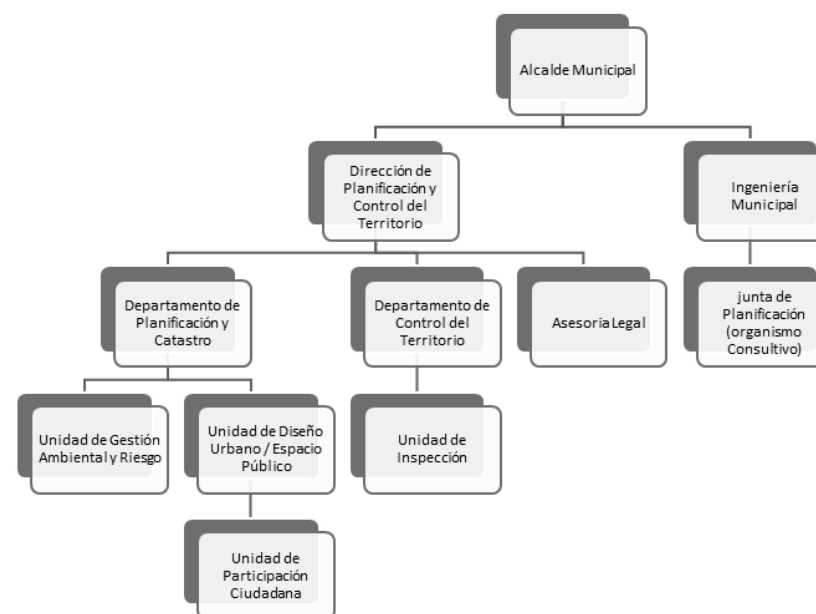 Alcalde Municipal
Dirección de
Planificación y
Control del
Territorio
Ingeniería
Municipal
Departamento de
Planificación y
Catastro
Departamento de
Control del
Territorio
Asesoria Legal
junta de
Planificación
(organismo
Consultivo)
Unidad de Gestión
Ambiental y Riesgo
Unidad de Diseño
Urbano / Espacio
Público
Unidad de
Inspección
Unidad de
Participación
Ciudadana